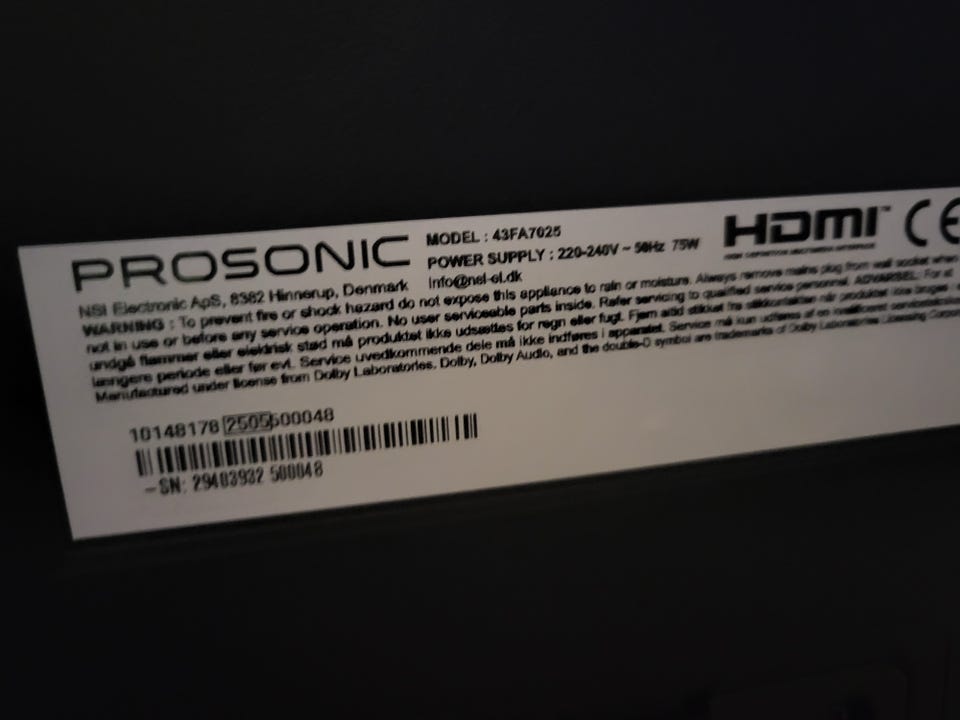 PROSONIC
MODEL : 43FA7025
POWER SUPPLY : 220-240V ~ 50Hz 75W
HDMI™
HIGH DEFINITION MULTIMEDIA INTERFACE
CE
NSI Electronic ApS, 8382 Hinnerup, Denmark Info@nsi-el.dk
WARNING : To prevent fire or shock hazard do not expose this appliance to rain or moisture. Always remove mains plug from wall socket when
not in use or before any service operation. No user serviceable parts inside. Refer servicing to qualified service personnel. ADVARSEL: For at
undgå flammer eller elektrisk stød må produktet ikke udsættes for regn eller fugt. Fjern altid stikket fra stikkontakten når produktet ikke bruges i
længere periode eller før evt. Service uvedkommende dele må ikke indføres i apparatet. Service må kun udføres af en kvalificeret
Manufactured under license from Dolby Laboratories. Dolby, Dolby Audio, and the double-D symbol are trademarks of Dolby Laboratories Licensing
10148178 2505500048
-SN: 29403932 500048